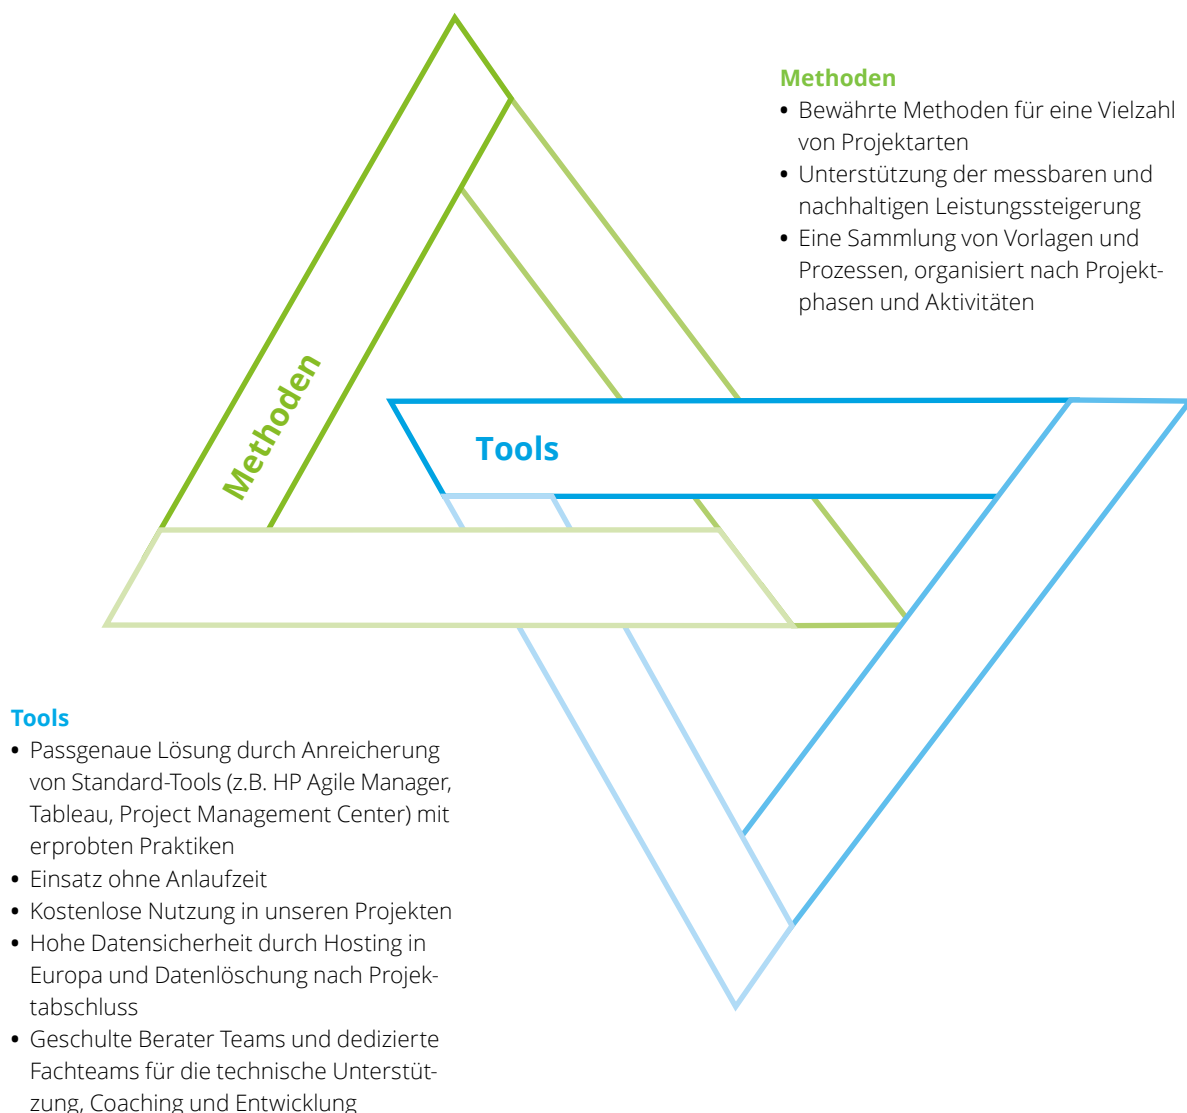 Methoden
• Bewährte Methoden für eine Vielzahl
von Projektarten
• Unterstützung der messbaren und
nachhaltigen Leistungssteigerung
• Eine Sammlung von Vorlagen und
Prozessen, organisiert nach Projekt-
phasen und Aktivitäten
Methoden
Tools
Tools
• Passgenaue Lösung durch Anreicherung
von Standard-Tools (z.B. HP Agile Manager,
Tableau, Project Management Center) mit
erprobten Praktiken
• Einsatz ohne Anlaufzeit
• Kostenlose Nutzung in unseren Projekten
• Hohe Datensicherheit durch Hosting in
Europa und Datenlöschung nach Projek-
tabschluss
• Geschulte Berater Teams und dedizierte
Fachteams für die technische Unterstüt-
zung, Coaching und Entwicklung